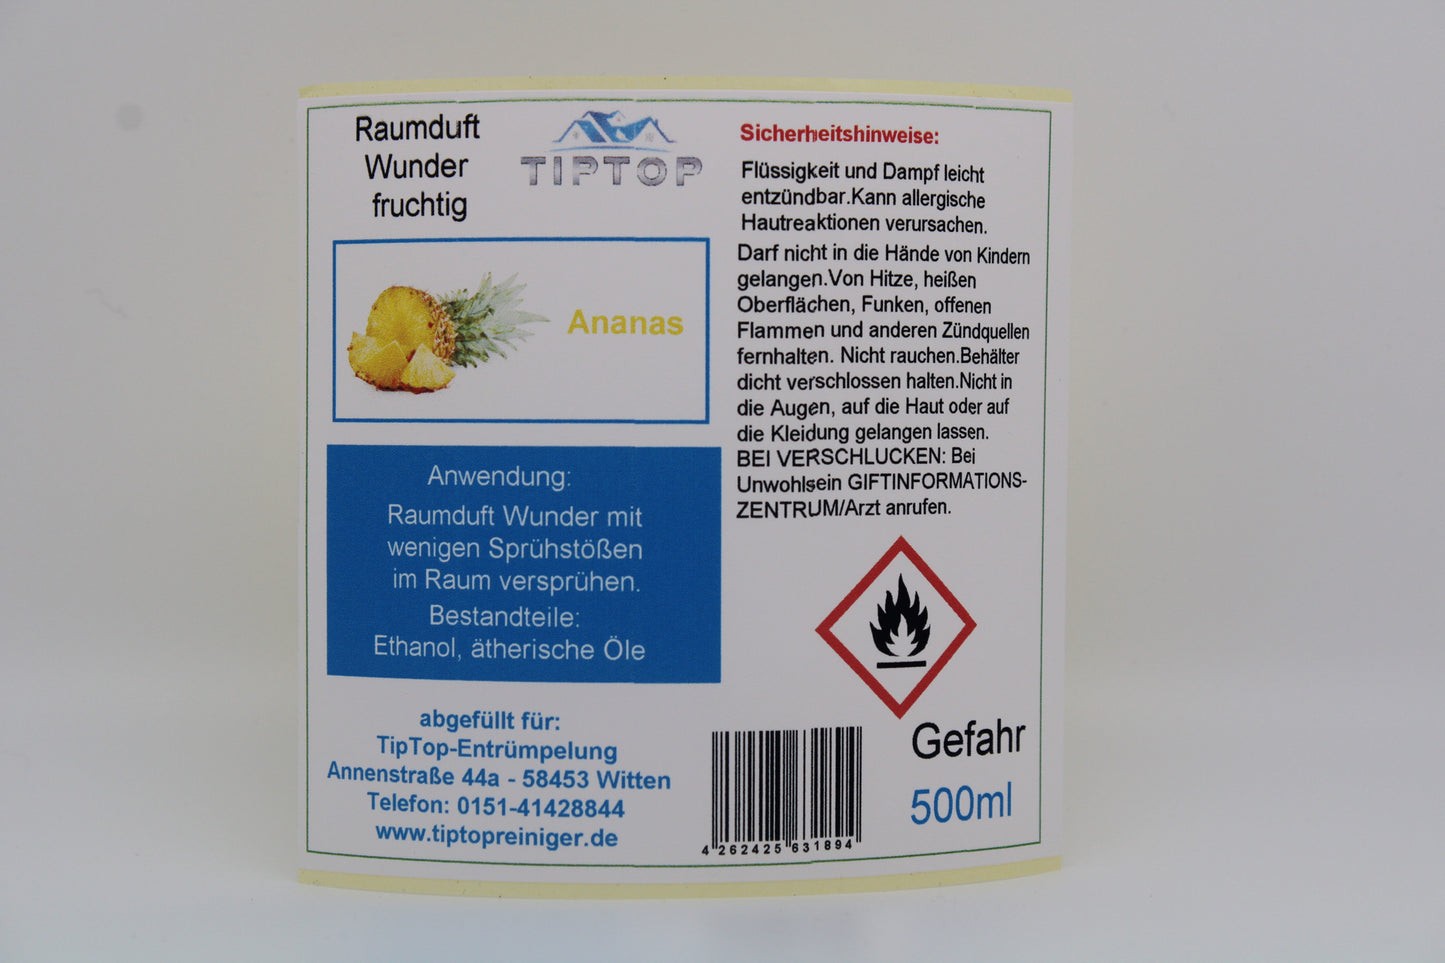 Raumduft
Wunder
fruchtig
TIPTOP
Ananas
Anwendung:
Raumduft Wunder mit
wenigen Sprühstößen
im Raum versprühen.
Bestandteile:
Ethanol, ätherische Öle
abgefüllt für:
TipTop-Entrümpelung
Annenstraße 44a - 58453 Witten
Telefon: 0151-41428844
www.tiptopreiniger.de
Sicherheitshinweise:
Flüssigkeit und Dampf leicht
entzündbar.Kann allergische
Hautreaktionen verursachen.
Darf nicht in die Hände von Kindern
gelangen.Von Hitze, heißen
Oberflächen, Funken, offenen
Flammen und anderen Zündquellen
fernhalten. Nicht rauchen.Behälter
dicht verschlossen halten.Nicht in
die Augen, auf die Haut oder auf
die Kleidung gelangen lassen.
BEI VERSCHLUCKEN: Bei
Unwohlsein GIFTINFORMATIONS-
ZENTRUM/Arzt anrufen.
Gefahr
500ml
4 262425 631894